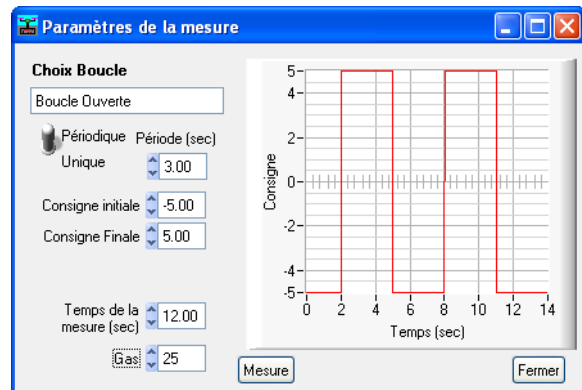 Paramètres de la mesure
Choix Boucle
Boucle Ouverte
Périodique Période (sec)
Unique 3.00
Consigne initiale -5.00
Consigne Finale 5.00
Temps de la
mesure (sec) 12.00
Gas 25
Consigne
5
4
2
0
-2
-4
-5
0 2 4 6 8 10 12 14
Temps (sec)
Mesure
Fermer